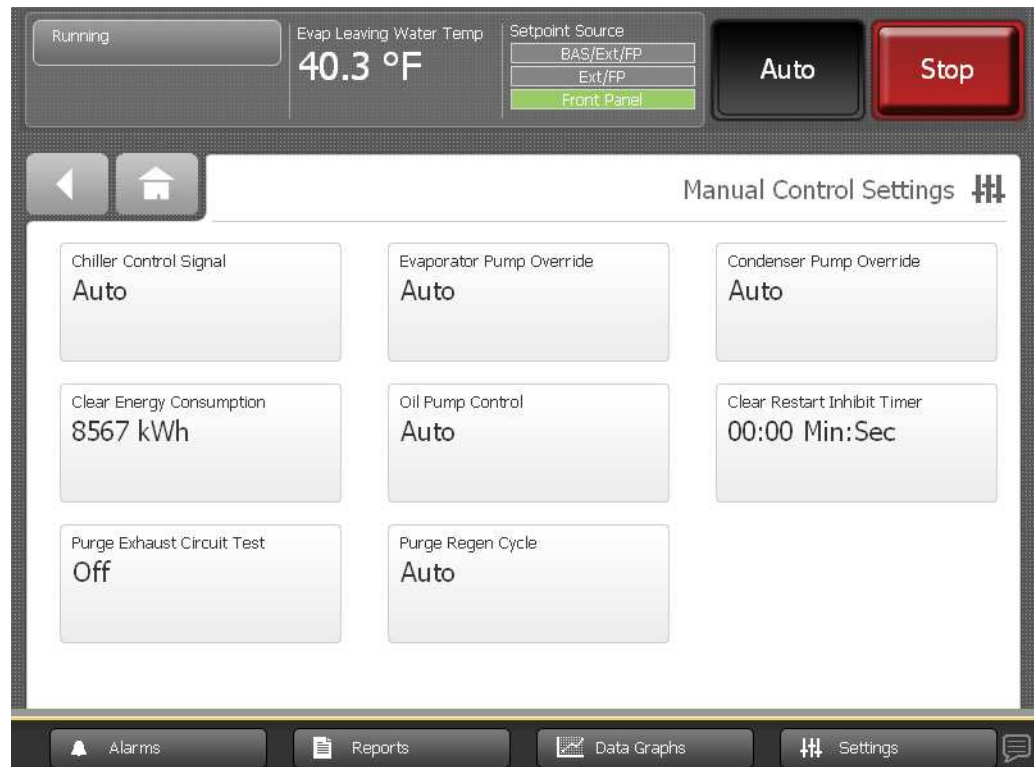 Running
Evap Leaving Water Temp
40.3 °F
Setpoint Source
BAS/Ext/FP
Ext/FP
Front Panel
Auto
Stop
Manual Control Settings
Chiller Control Signal
Auto
Evaporator Pump Override
Auto
Condenser Pump Override
Auto
Clear Energy Consumption
8567 kWh
Oil Pump Control
Auto
Clear Restart Inhibit Timer
00:00 Min:Sec
Purge Exhaust Circuit Test
Off
Purge Regen Cycle
Auto
Alarms
Reports
Data Graphs
Settings